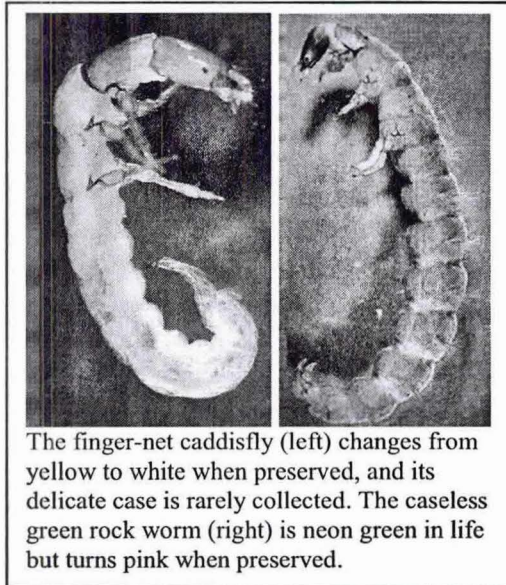 The finger-net caddisfly (left) changes from
yellow to white when preserved, and its
delicate case is rarely collected. The caseless
green rock worm (right) is neon green in life
but turns pink when preserved.